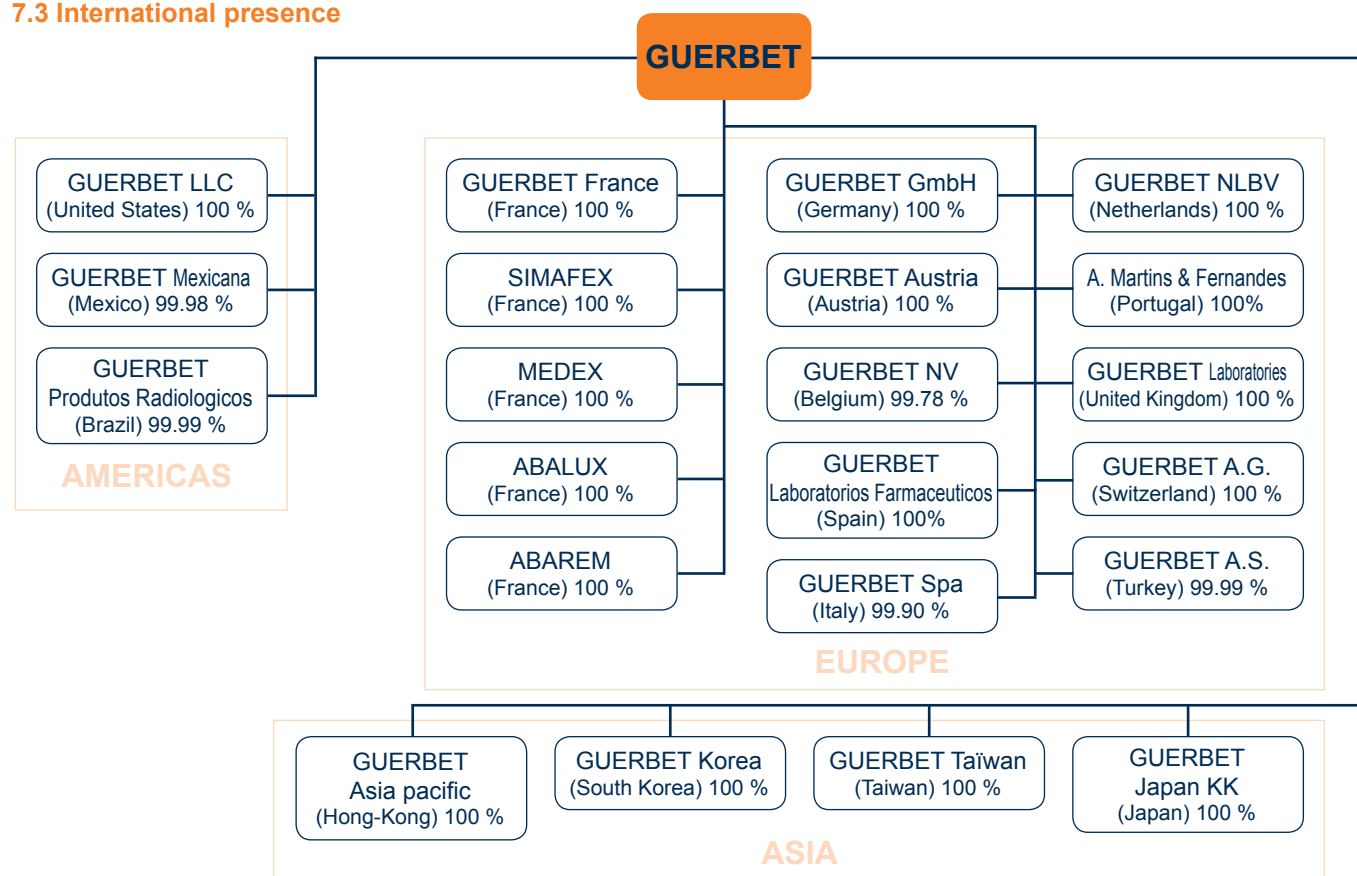 7.3 International presence
GUERBET
GUERBET LLC
(United States) 100 %
GUERBET Mexicana
(Mexico) 99.98 %
GUERBET
Produtos Radiologicos
(Brazil) 99.99 %
AMERICAS
GUERBET France
(France) 100 %
SIMAFEX
(France) 100 %
MEDEX
(France) 100 %
ABALUX
(France) 100 %
ABAREM
(France) 100 %
GUERBET GmbH
(Germany) 100 %
GUERBET Austria
(Austria) 100 %
GUERBET NV
(Belgium) 99.78 %
GUERBET
Laboratorios Farmaceuticos
(Spain) 100%
GUERBET Spa
(Italy) 99.90 %
GUERBET NLBV
(Netherlands) 100 %
A. Martins & Fernandes
(Portugal) 100%
GUERBET Laboratories
(United Kingdom) 100 %
GUERBET A.G.
(Switzerland) 100 %
GUERBET A.S.
(Turkey) 99.99 %
EUROPE
GUERBET
Asia pacific
(Hong-Kong) 100 %
GUERBET Korea
(South Korea) 100 %
GUERBET Taïwan
(Taiwan) 100 %
GUERBET
Japan KK
(Japan) 100 %
ASIA